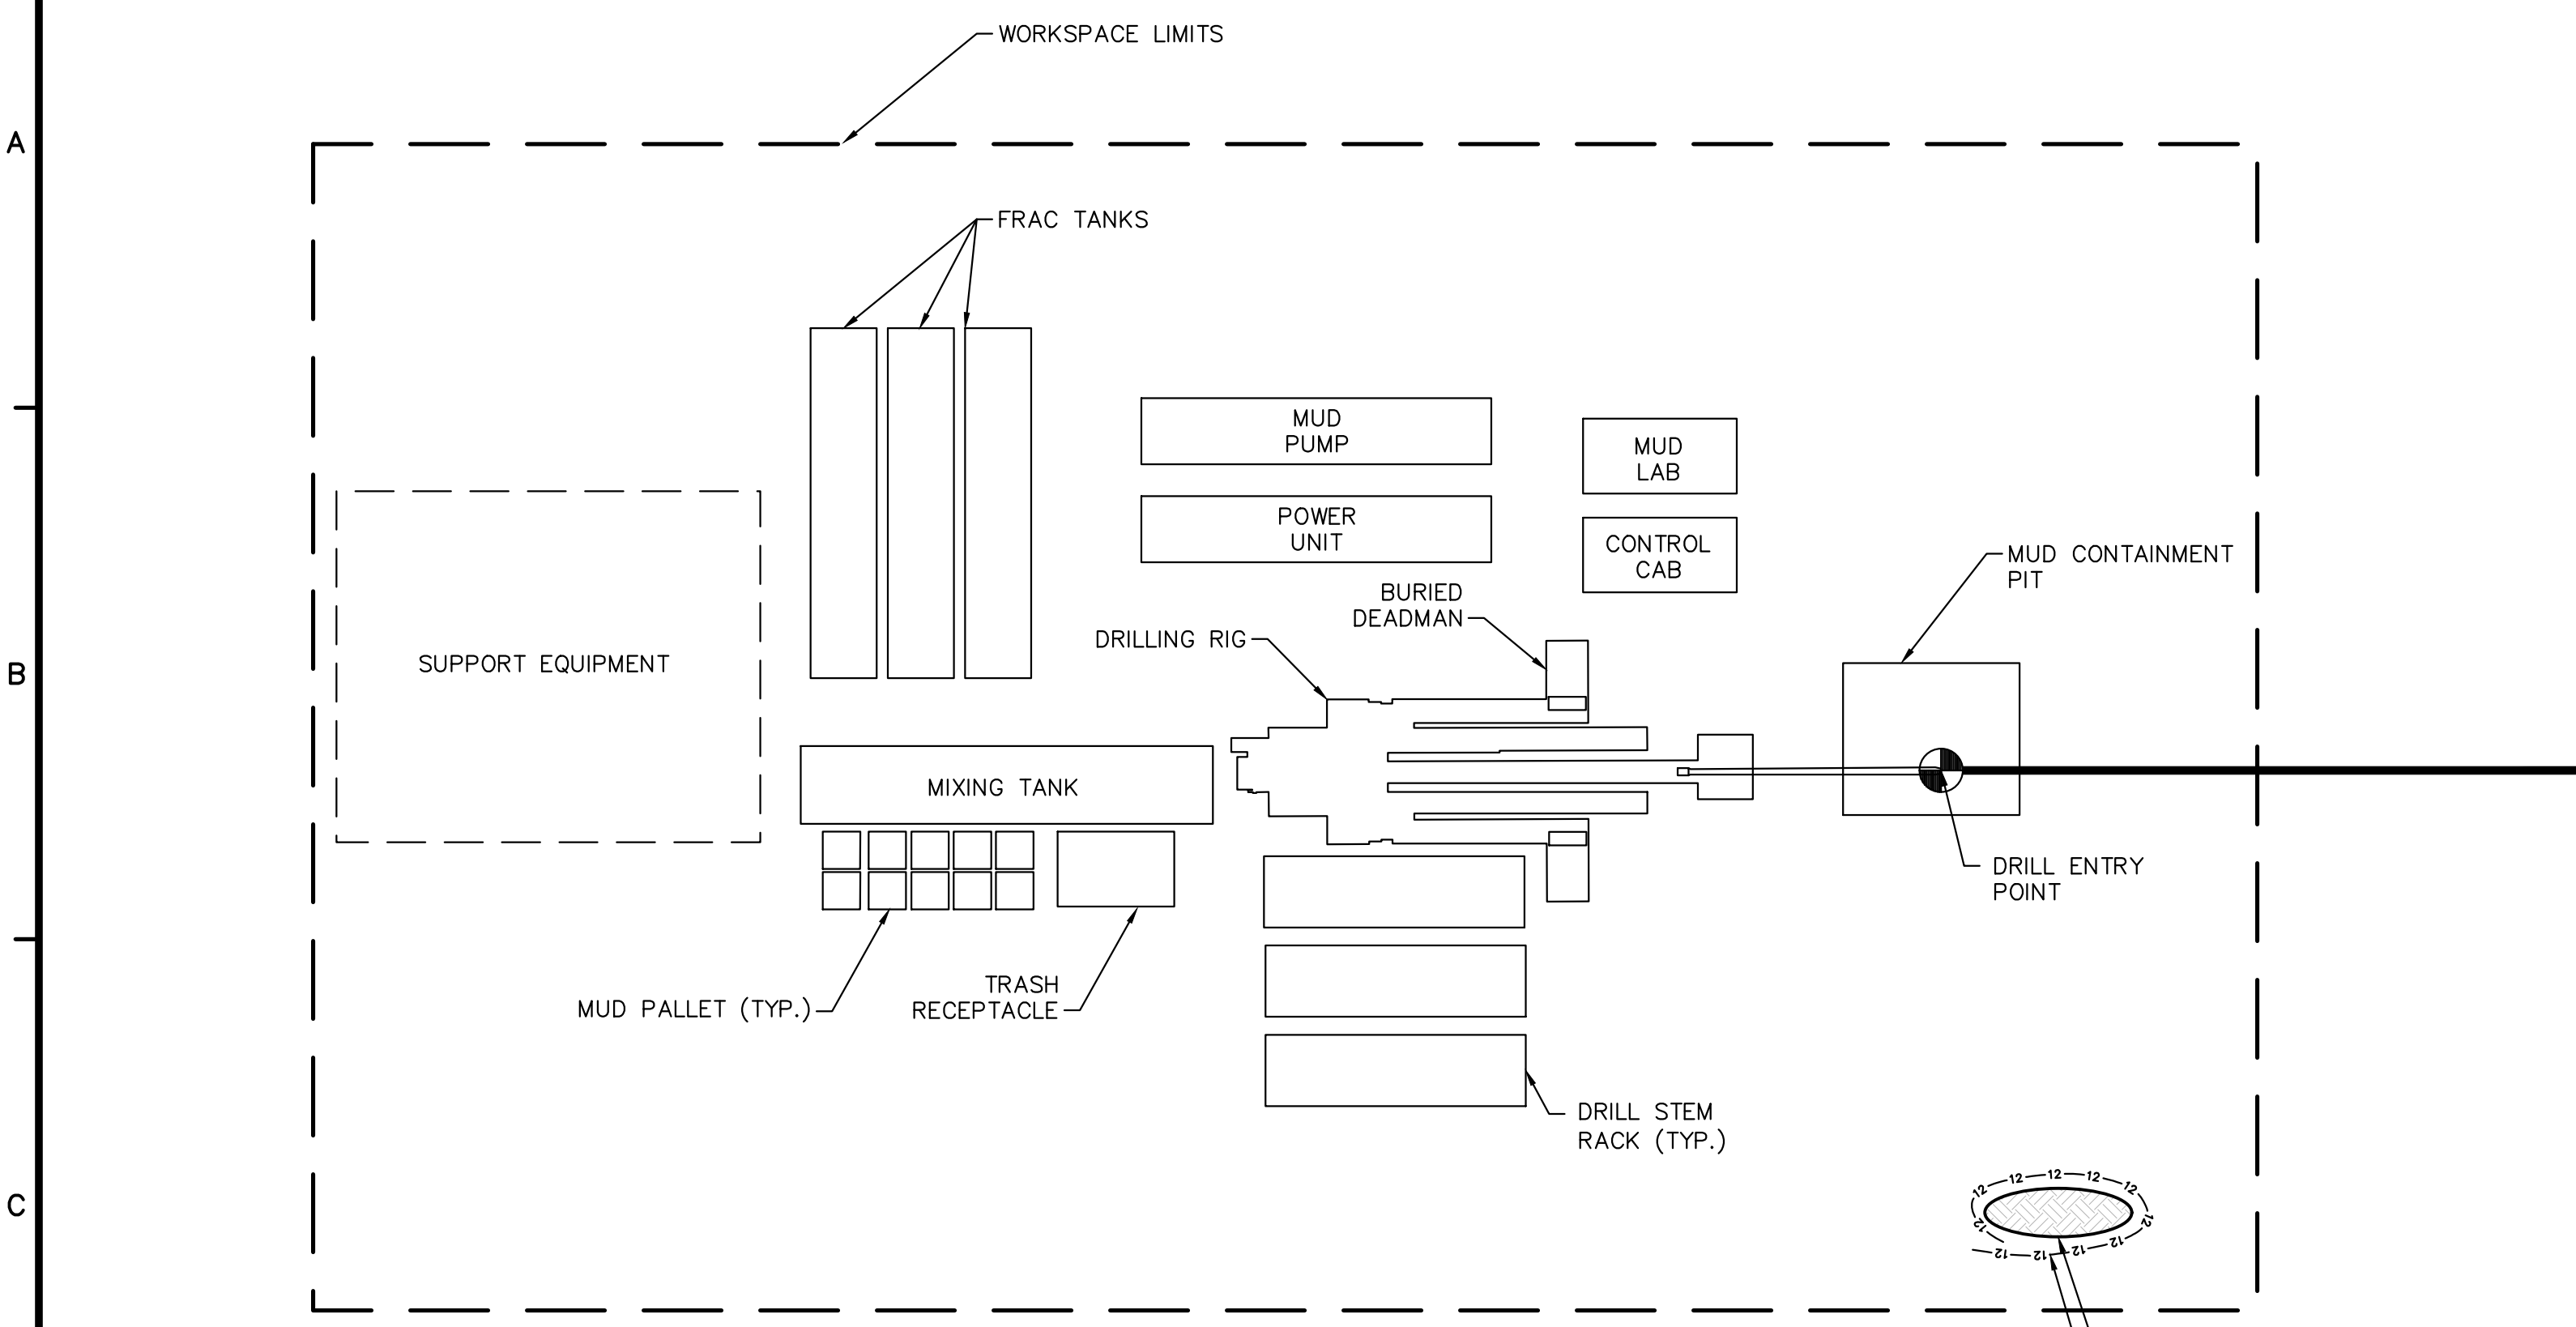 WORKSPACE LIMITS
A
FRAC TANKS
MUD
PUMP
MUD
LAB
POWER
UNIT
CONTROL
CAB
MUD CONTAINMENT
PIT
BURIED
DEADMAN
DRILLING RIG
B
SUPPORT EQUIPMENT
MIXING TANK
DRILL ENTRY
POINT
TRASH
RECEPTACLE
MUD PALLET (TYP.)
DRILL STEM
RACK (TYP.)
C
12 12 12 12 12
12 12
12 12 12 12